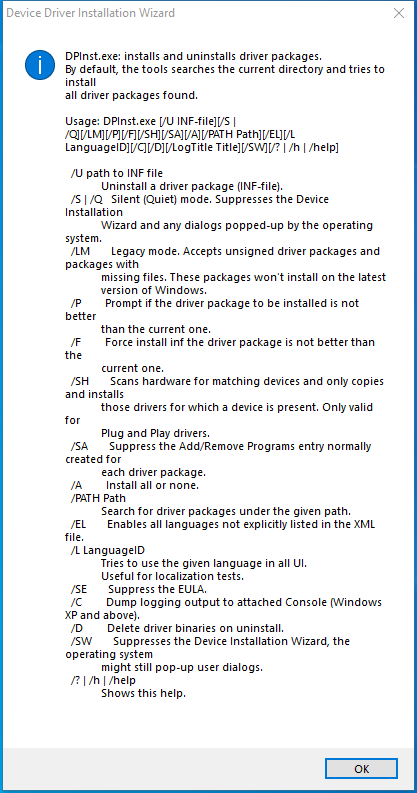 Device Driver Installation Wizard
DPInst.exe: installs and uninstalls driver packages.
By default, the tools searches the current directory and tries to
install
all driver packages found.
Usage: DPInst.exe [/U INF-file][/S |
/Q][/LM][/P][/F][/SH][/SA][/A][/PATH Path][/EL][/L
LanguageID][/C][/D][/LogTitle Title][/SW][/? | /h | /help]
/U path to INF file
Uninstall a driver package (INF-file).
/S | /Q Silent (Quiet) mode. Suppresses the Device
Installation
Wizard and any dialogs popped-up by the operating
system.
/LM Legacy mode. Accepts unsigned driver packages and
packages with
missing files. These packages won't install on the latest
version of Windows.
/P Prompt if the driver package to be installed is not
better
than the current one.
/F Force install inf the driver package is not better than
the
current one.
/SH Scans hardware for matching devices and only copies
and installs
those drivers for which a device is present. Only valid
for
Plug and Play drivers.
/SA Suppress the Add/Remove Programs entry normally
created for
each driver package.
/A Install all or none.
/PATH Path
Search for driver packages under the given path.
/EL Enables all languages not explicitly listed in the XML
file.
/L LanguageID
Tries to use the given language in all UI.
Useful for localization tests.
/SE Suppress the EULA.
/C Dump logging output to attached Console (Windows
XP and above).
/D Delete driver binaries on uninstall.
/SW Suppresses the Device Installation Wizard, the
operating system
might still pop-up user dialogs.
/? | /h | /help
Shows this help.
OK